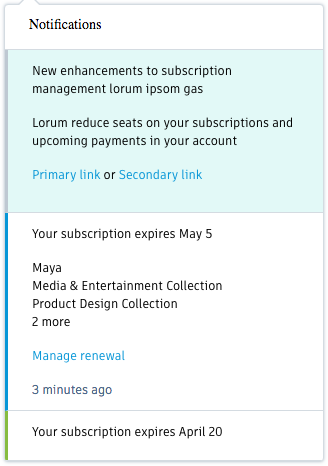 Notifications
New enhancements to subscription
management lorum ipsom gas
Lorum reduce seats on your subscriptions and
upcoming payments in your account
Primary link or Secondary link
Your subscription expires May 5
Maya
Media & Entertainment Collection
Product Design Collection
2 more
Manage renewal
3 minutes ago
Your subscription expires April 20